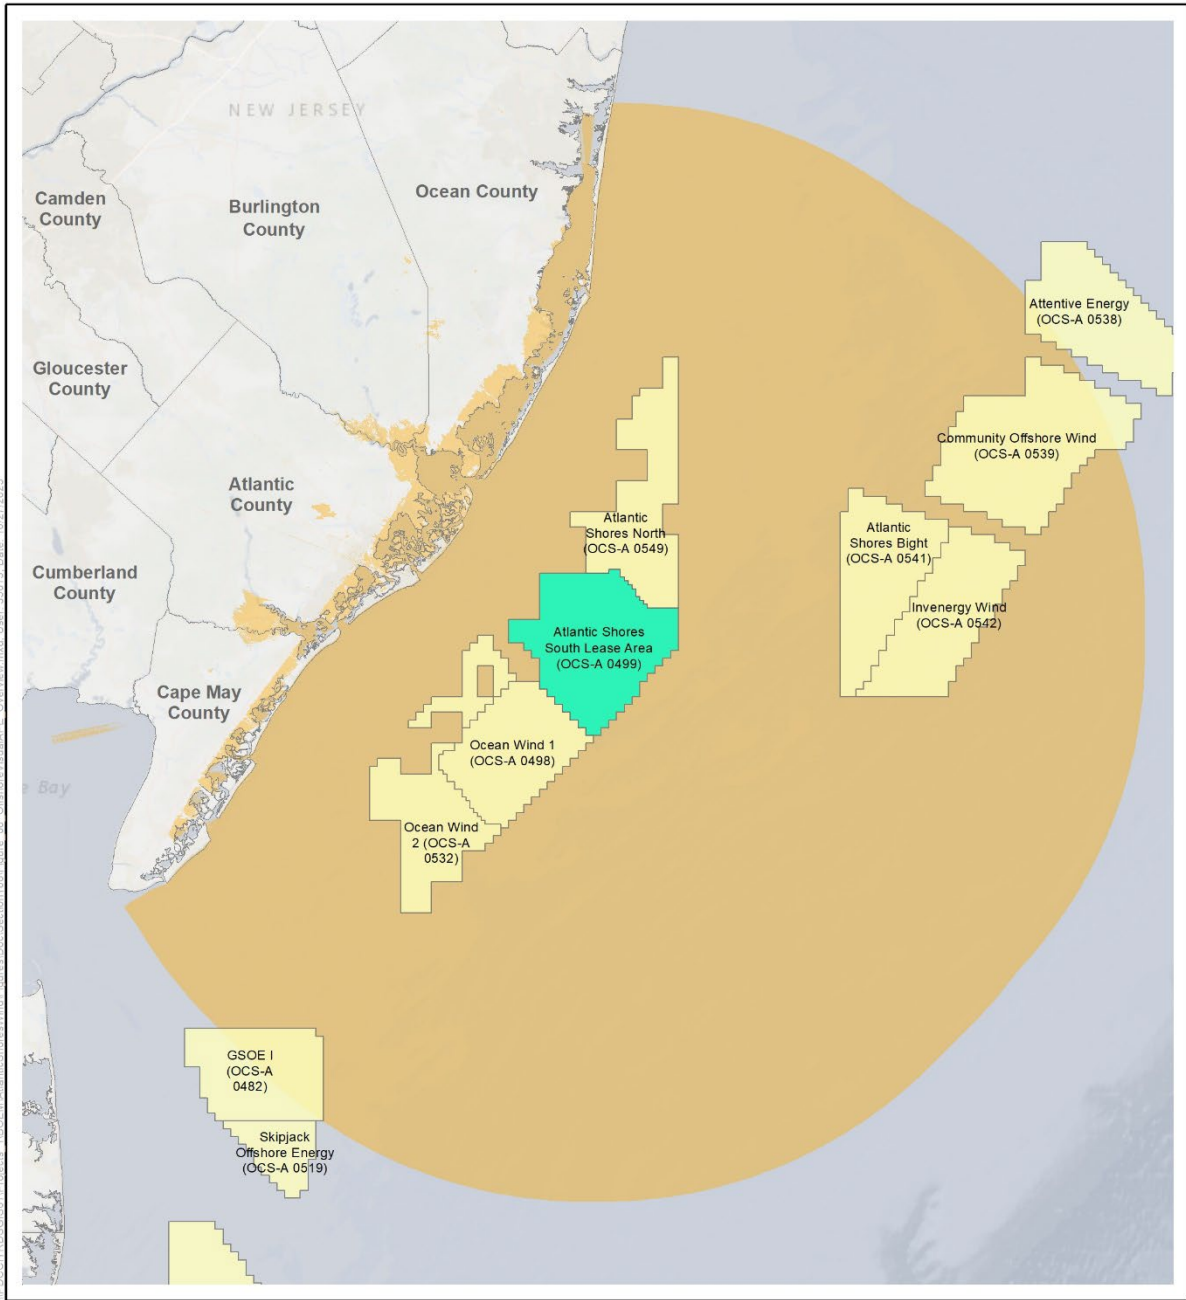 NEW JERSEY
Ocean County
Camden
County
Burlington
County
Attentive Energy
(OCS-A 0538)
Gloucester
County
Community Offshore Wind
(OCS-A 0539)
Atlantic
County
Atlantic
Shores North
(OCS-A 0549)
Atlantic
Shores Bight
(OCS-A 0541)
Cumberland
County
Invenergy Wind
(OCS-A 0542)
Atlantic Shores
South Lease Area
(OCS-A 0499)
Cape May
County
Ocean Wind 1
(OCS-A 0498)
Bay
Ocean Wind
2 (OCS-A
0532)
GSOE I
(OCS-A
0482)
Skipjack
Offshore Energy
(OCS-A 0519)